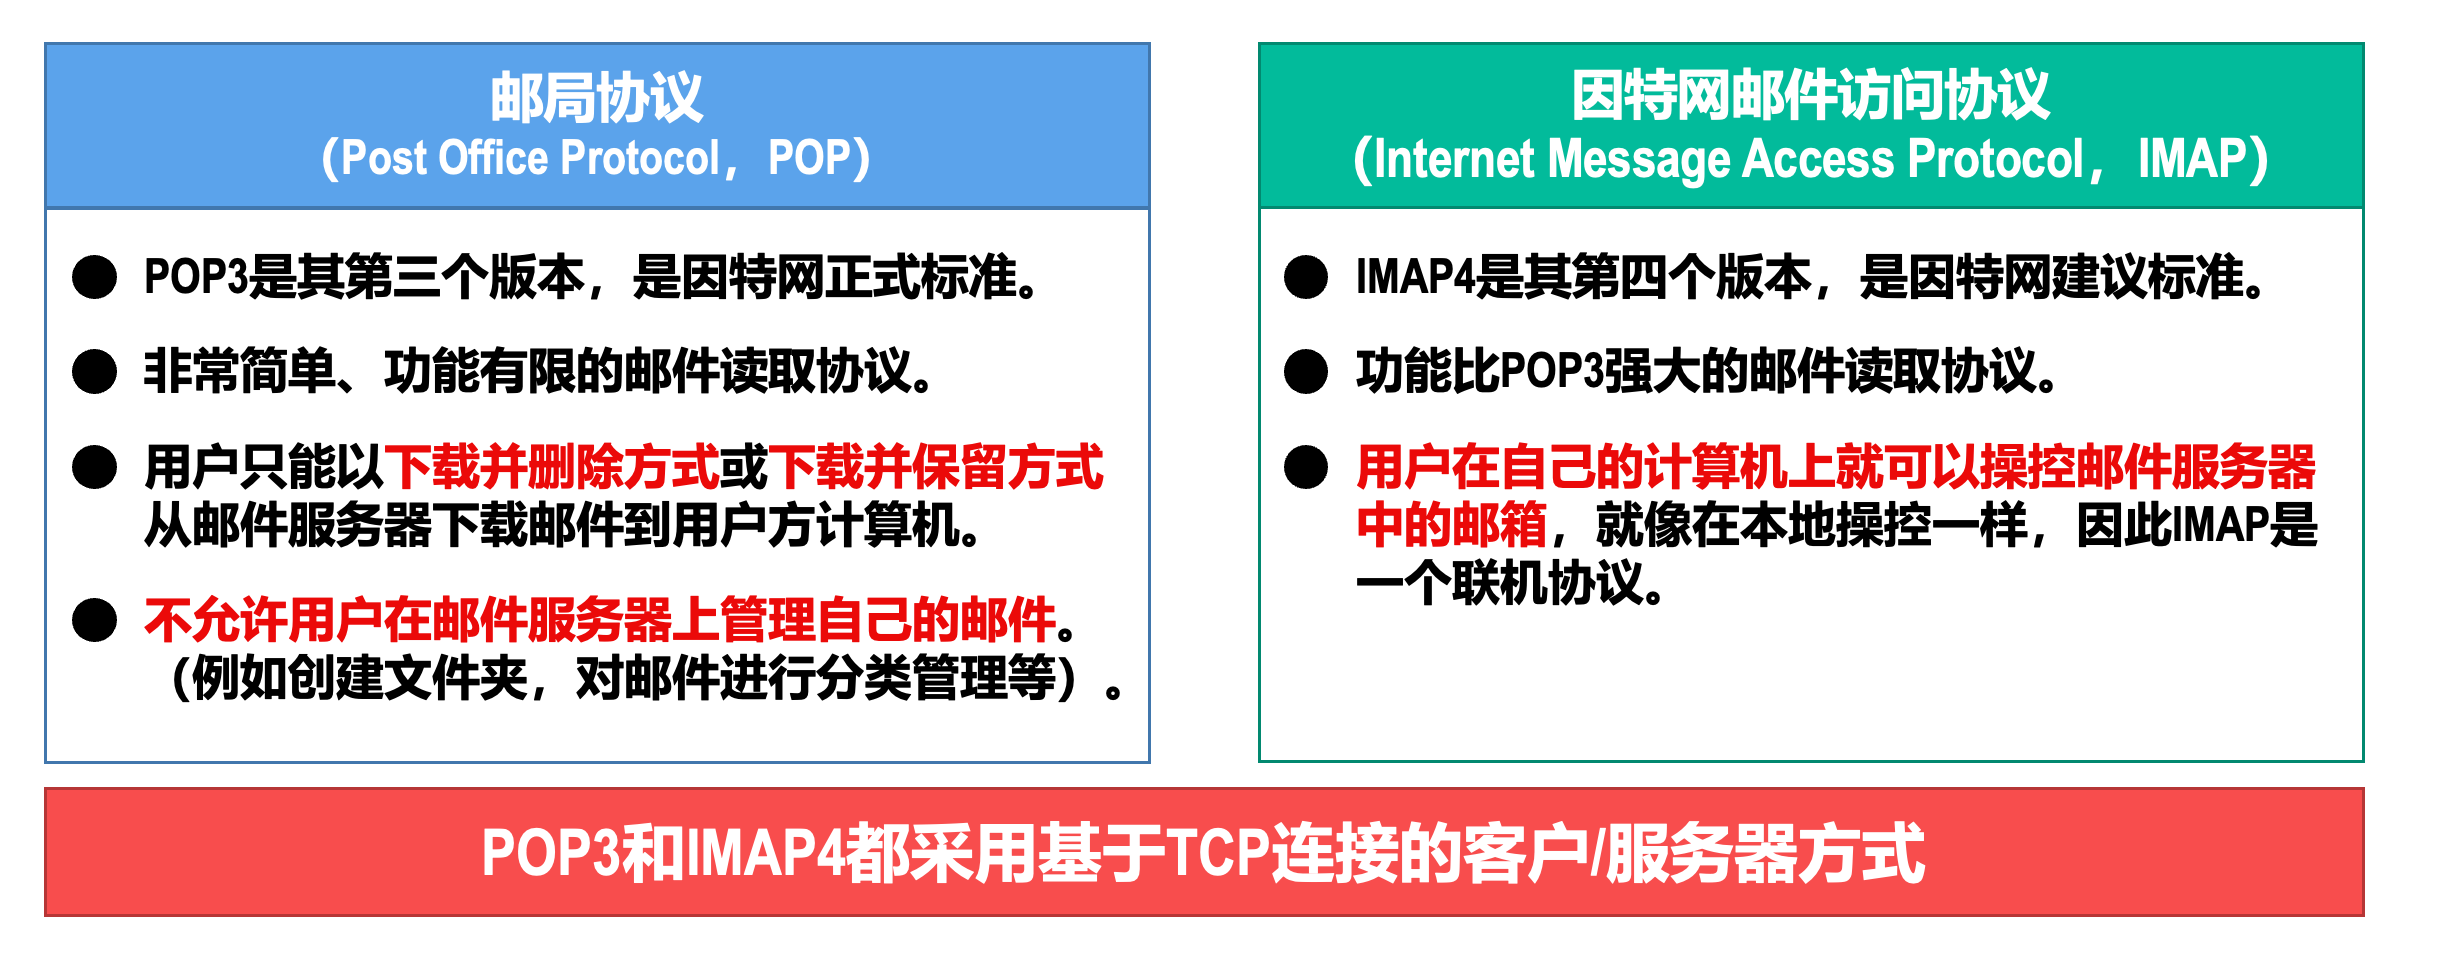 邮局协议
（Post Office Protocol，POP）
POP3是其第三个版本，是因特网正式标准。
非常简单、功能有限的邮件读取协议。
用户只能以下载并删除方式或下载并保留方式
从邮件服务器下载邮件到用户方计算机。
不允许用户在邮件服务器上管理自己的邮件。
（例如创建文件夹，对邮件进行分类管理等）。
因特网邮件访问协议
（Internet Message Access Protocol，IMAP）
IMAP4是其第四个版本，是因特网建议标准。
功能比POP3强大的邮件读取协议。
用户在自己的计算机上就可以操控邮件服务器
中的邮箱，就像在本地操控一样，因此IMAP是
一个联机协议。
POP3和IMAP4都采用基于TCP连接的客户/服务器方式